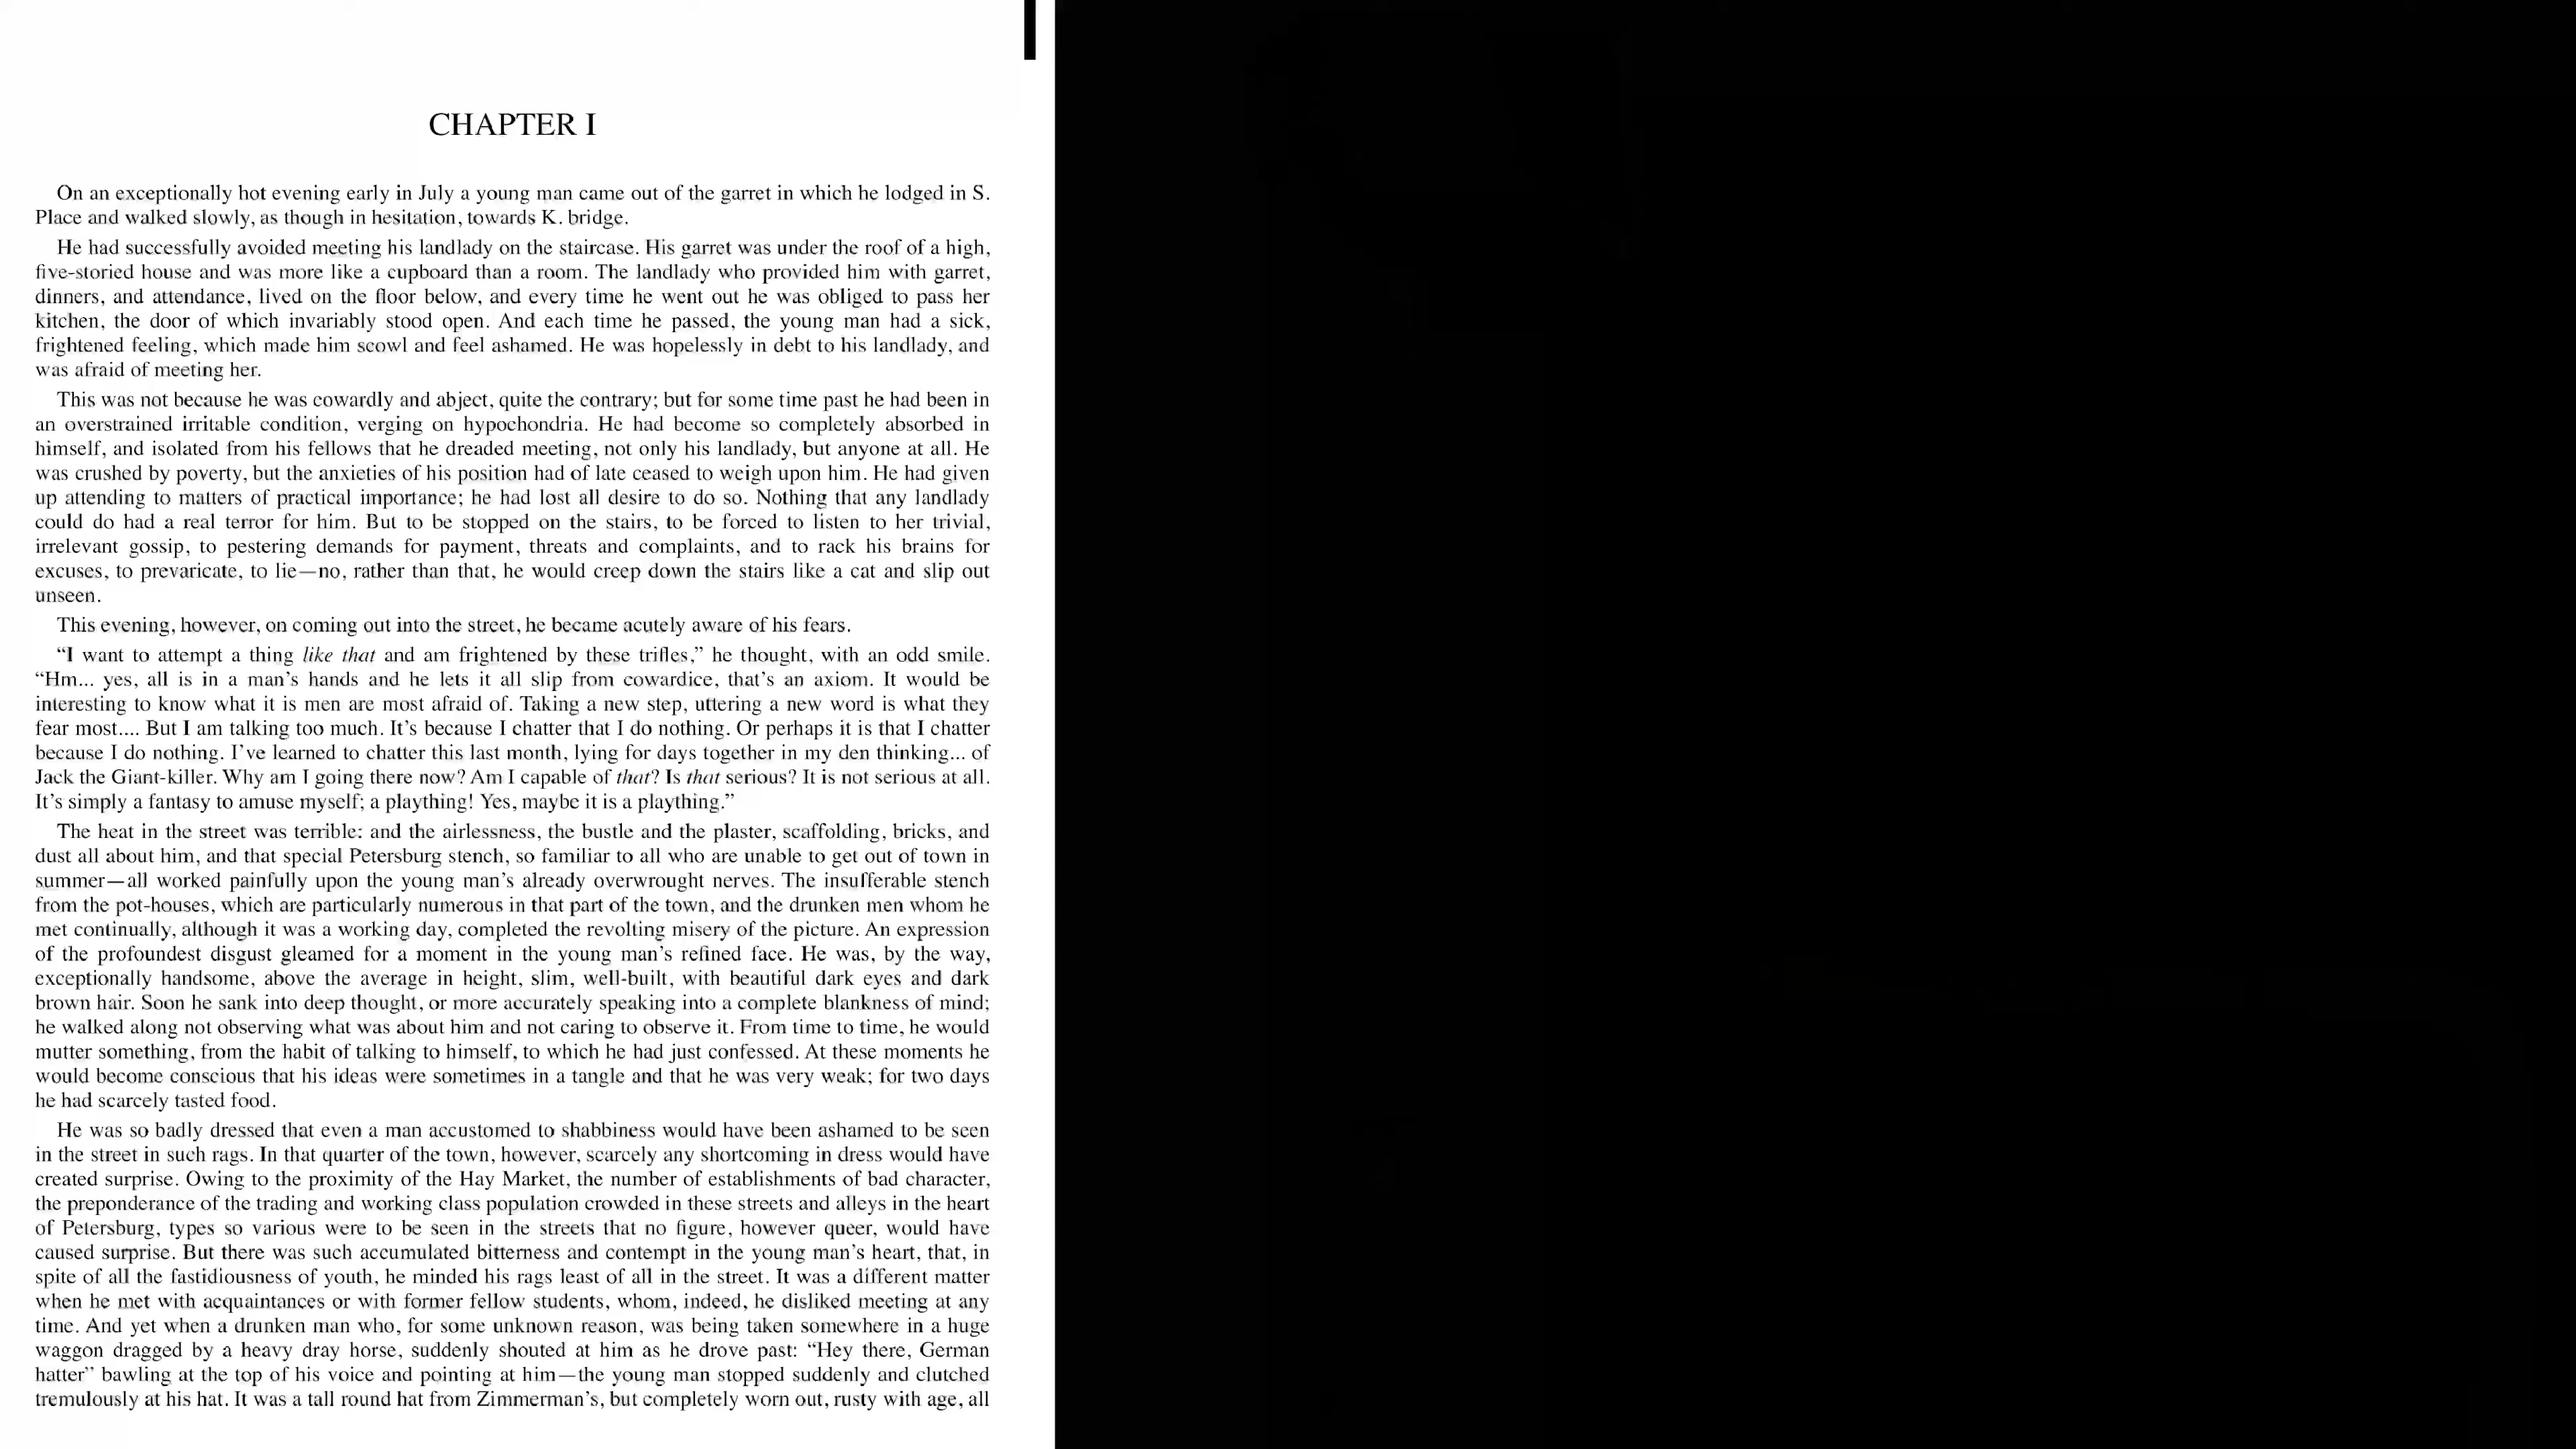 CHAPTER I
On an exceptionally hot evening early in July a young man came out of the garret in which he lodged in S.
Place and walked slowly, as though in hesitation, towards K. bridge.
He had successfully avoided meeting his landlady on the staircase. His garret was under the roof of a high,
five-storied house and was more like a cupboard than a room. The landlady who provided him with garret,
dinners, and attendance, lived on the floor below, and every time he went out he was obliged to pass her
kitchen, the door of which invariably stood open. And each time he passed, the young man had a sick,
frightened feeling, which made him scowl and feel ashamed. He was hopelessly in debt to his landlady, and
was afraid of meeting her.
This was not because he was cowardly and abject, quite the contrary; but for some time past he had been in
an overstrained irritable condition, verging on hypochondria. He had become so completely absorbed in
himself, and isolated from his fellows that he dreaded meeting, not only his landlady, but anyone at all. He
was crushed by poverty, but the anxieties of his position had of late ceased to weigh upon him. He had given
up attending to matters of practical importance; he had lost all desire to do so. Nothing that any landlady
could do had a real terror for him. But to be stopped on the stairs, to be forced to listen to her trivial,
irrelevant gossip, to pestering demands for payment, threats and complaints, and to rack his brains for
excuses, to prevaricate, to lie—no, rather than that, he would creep down the stairs like a cat and slip out
unseen.
This evening, however, on coming out into the street, he became acutely aware of his fears.
“I want to attempt a thing like that and am frightened by these trifles,” he thought, with an odd smile.
“Hm... yes, all is in a man’s hands and he lets it all slip from cowardice, that’s an axiom. It would be
interesting to know what it is men are most afraid of. Taking a new step, uttering a new word is what they
fear most.... But I am talking too much. It’s because I chatter that I do nothing. Or perhaps it is that I chatter
because I do nothing. I’ve learned to chatter this last month, lying for days together in my den thinking... of
Jack the Giant-killer. Why am I going there now? Am I capable of that? Is that serious? It is not serious at all.
It’s simply a fantasy to amuse myself; a plaything! Yes, maybe it is a plaything.”
The heat in the street was terrible: and the airlessness, the bustle and the plaster, scaffolding, bricks, and
dust all about him, and that special Petersburg stench, so familiar to all who are unable to get out of town in
summer—all worked painfully upon the young man’s already overwrought nerves. The insufferable stench
from the pot-houses, which are particularly numerous in that part of the town, and the drunken men whom he
met continually, although it was a working day, completed the revolting misery of the picture. An expression
of the profoundest disgust gleamed for a moment in the young man’s refined face. He was, by the way,
exceptionally handsome, above the average in height, slim, well-built, with beautiful dark eyes and dark
brown hair. Soon he sank into deep thought, or more accurately speaking into a complete blankness of mind;
he walked along not observing what was about him and not caring to observe it. From time to time, he would
mutter something, from the habit of talking to himself, to which he had just confessed. At these moments he
would become conscious that his ideas were sometimes in a tangle and that he was very weak; for two days
he had scarcely tasted food.
He was so badly dressed that even a man accustomed to shabbiness would have been ashamed to be seen
in the street in such rags. In that quarter of the town, however, scarcely any shortcoming in dress would have
created surprise. Owing to the proximity of the Hay Market, the number of establishments of bad character,
the preponderance of the trading and working class population crowded in these streets and alleys in the heart
of Petersburg, types so various were to be seen in the streets that no figure, however queer, would have
caused surprise. But there was such accumulated bitterness and contempt in the young man’s heart, that, in
spite of all the fastidiousness of youth, he minded his rags least of all in the street. It was a different matter
when he met with acquaintances or with former fellow students, whom, indeed, he disliked meeting at any
time. And yet when a drunken man who, for some unknown reason, was being taken somewhere in a huge
waggon dragged by a heavy dray horse, suddenly shouted at him as he drove past: “Hey there, German
hatter” bawling at the top of his voice and pointing at him—the young man stopped suddenly and clutched
tremulously at his hat. It was a tall round hat from Zimmerman’s, but completely worn out, rusty with age, all